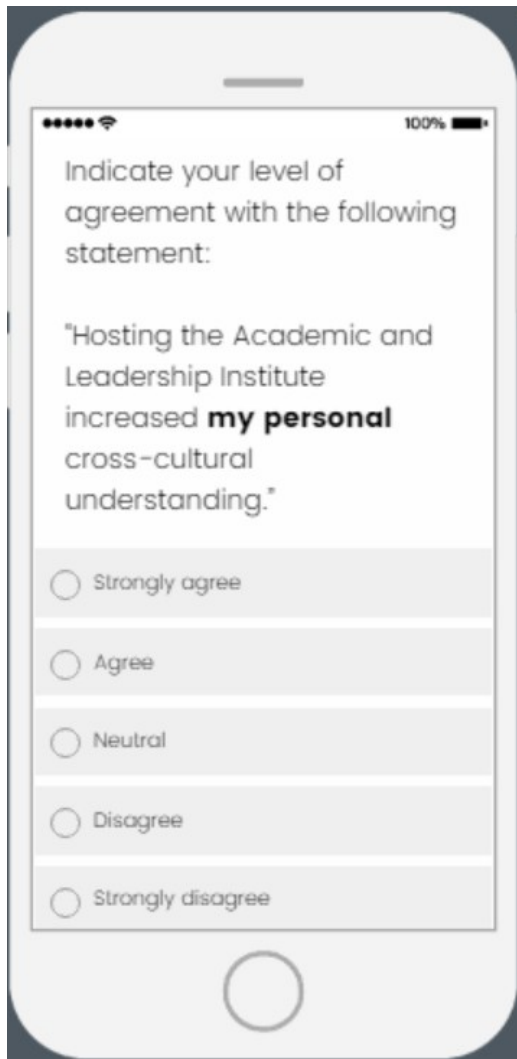 100%
Indicate your level of
agreement with the following
statement:
"Hosting the Academic and
Leadership Institute
increased my personal
cross-cultural
understanding."
Strongly agree
Agree
Neutral
Disagree
Strongly disagree